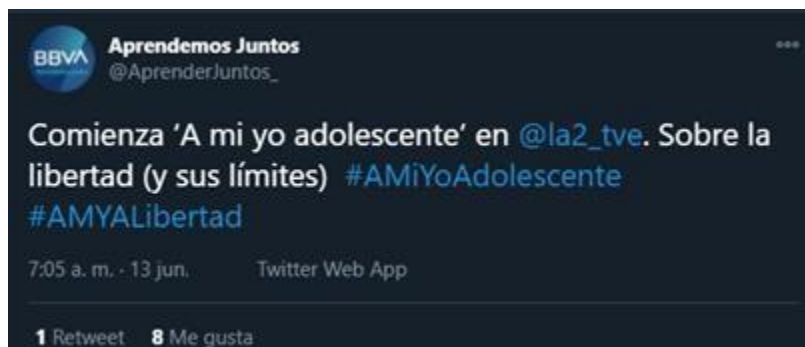 BBVA
Aprendemos Juntos
@AprenderJuntos_
Comienza ‘A mi yo adolescente’ en @la2_tve. Sobre la
libertad (y sus límites) #AMiYoAdolescente
#AMYALibertad
7:05 a. m. · 13 jun. Twitter Web App
1 Retweet 8 Me gusta